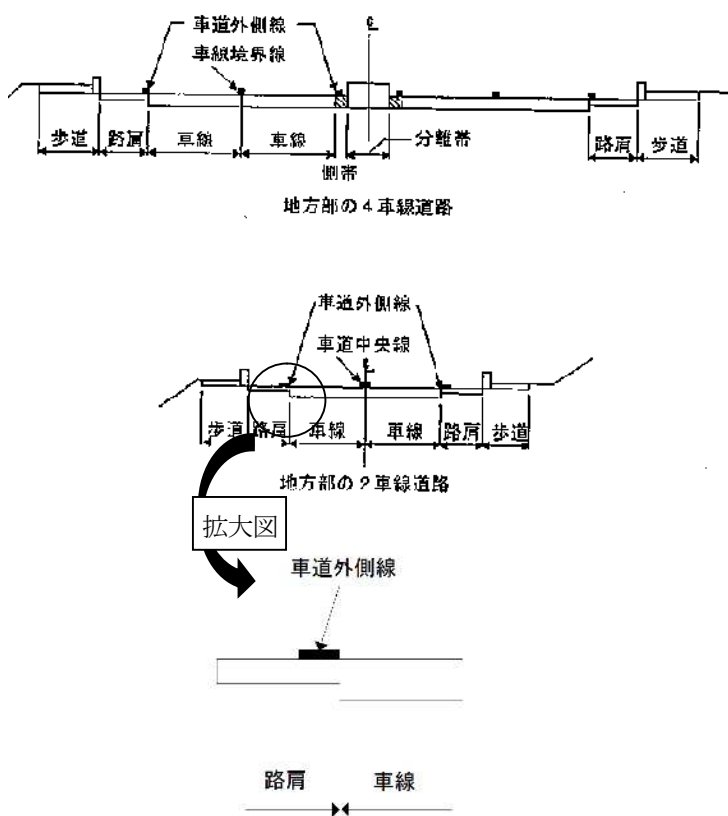 車道外側線
車線境界線
℄
歩道 路肩 車線 車線 分離帯 路肩 歩道
側帯
地方部の4車線道路
車道外側線
車道中央線
℄
歩道 路肩 車線 車線 路肩 歩道
地方部の2車線道路
拡大図
車道外側線
路肩 車線